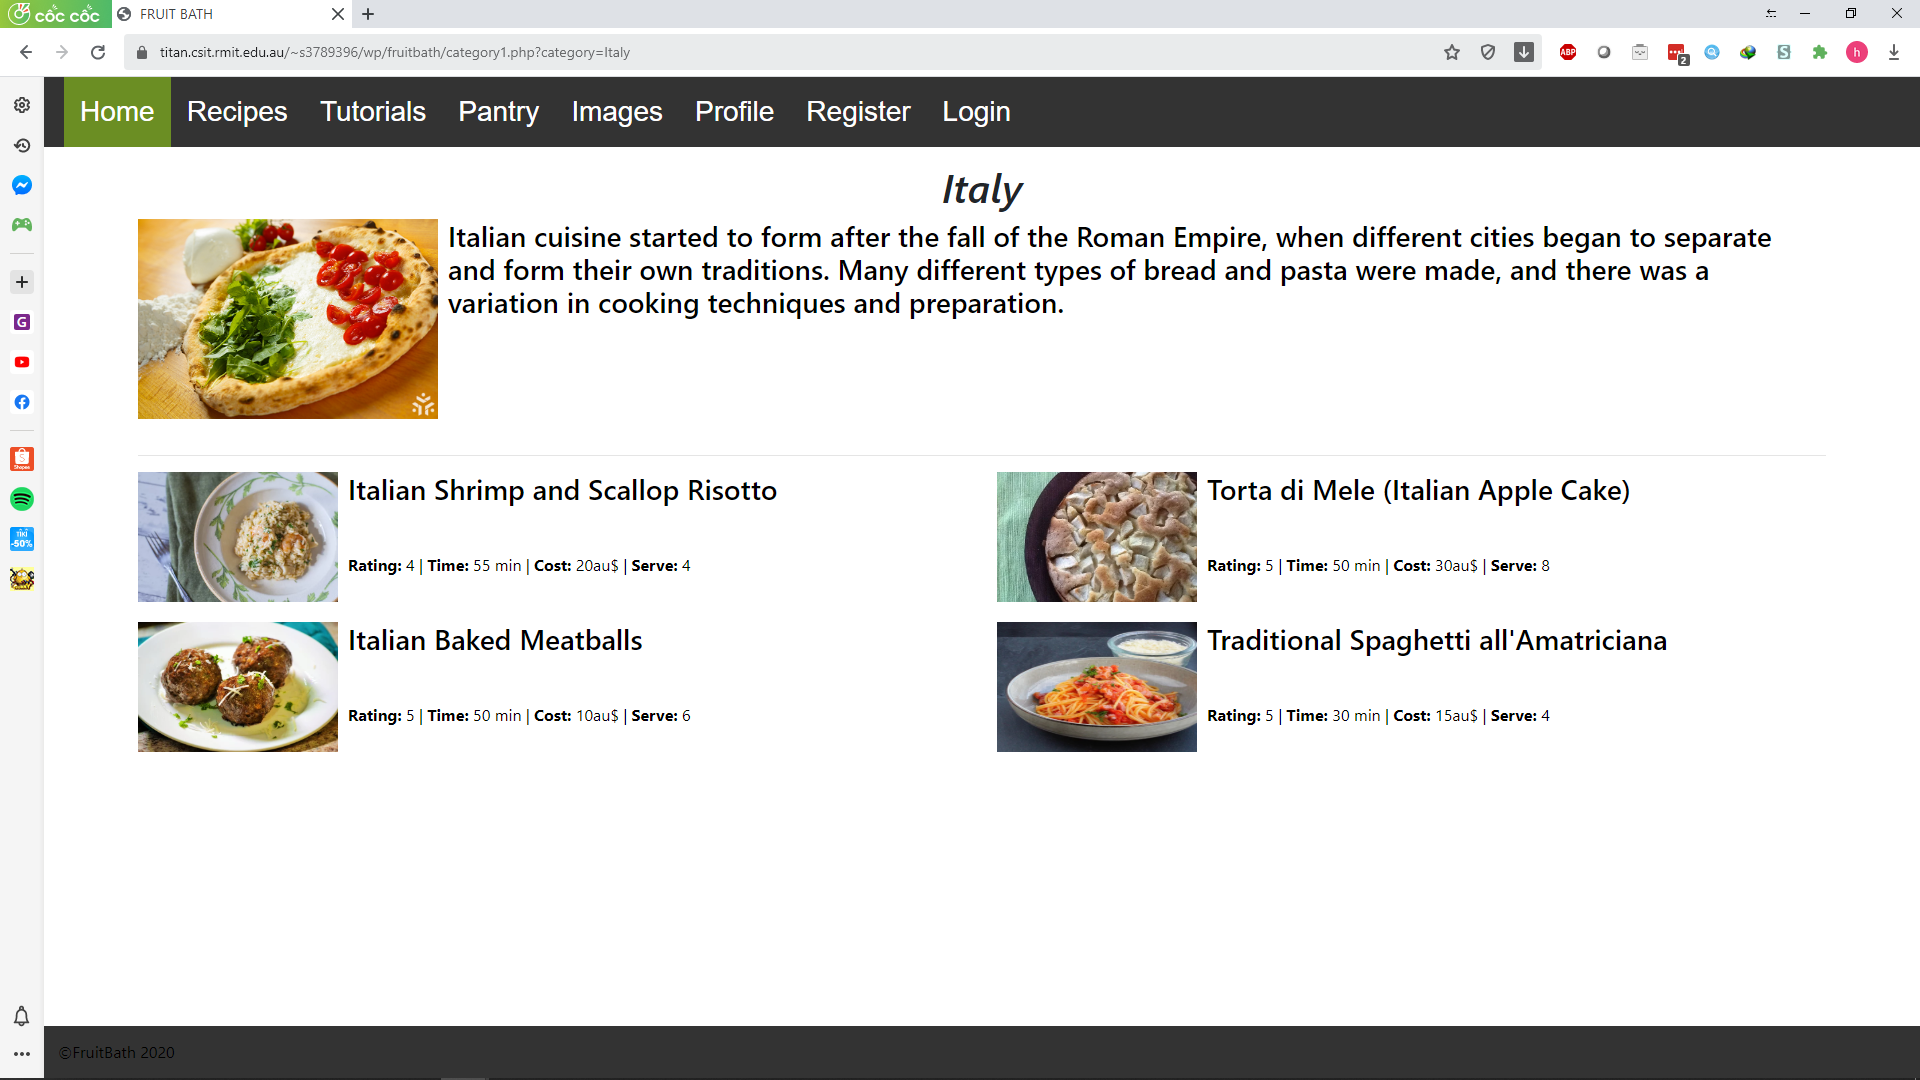 cốc cốc
FRUIT BATH
titan.csit.rmit.edu.au/~s3789396/wp/fruitbath/category1.php?category=Italy
ABP
2
S
h
Home Recipes Tutorials Pantry Images Profile Register Login
G
Italy
Italian cuisine started to form after the fall of the Roman Empire, when different cities began to separate
and form their own traditions. Many different types of bread and pasta were made, and there was a
variation in cooking techniques and preparation.
S
Shopee
TIKI
-50%
Italian Shrimp and Scallop Risotto
Rating: 4 | Time: 55 min | Cost: 20au$ | Serve: 4
Torta di Mele (Italian Apple Cake)
Rating: 5 | Time: 50 min | Cost: 30au$ | Serve: 8
Italian Baked Meatballs
Rating: 5 | Time: 50 min | Cost: 10au$ | Serve: 6
Traditional Spaghetti all'Amatriciana
Rating: 5 | Time: 30 min | Cost: 15au$ | Serve: 4
©FruitBath 2020